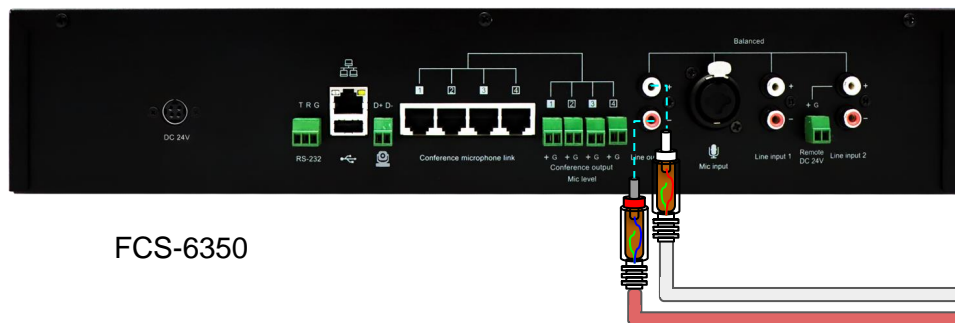 Balanced
1 2 3 4
1 2 3 4
+ + +
T R G
D+ D-
+ G
- - -
DC 24V
RS-232
Conference microphone link
+ G + G + G + G
Conference output
Mic level
Line ou
Mic input
Line input 1
Remote
DC 24V
Line input 2
FCS-6350